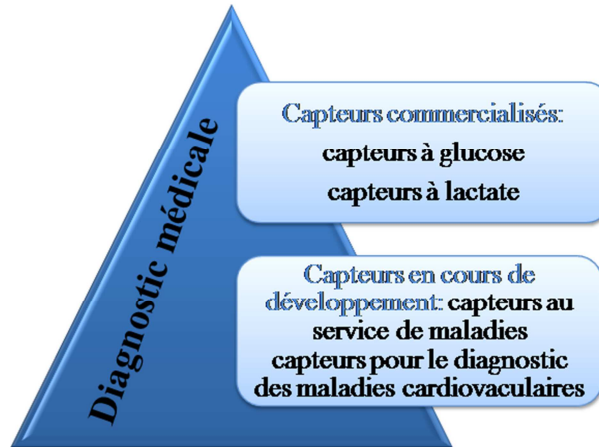 Diagnostic médicale
Capteurs commercialisés:
capteurs à glucose
capteurs à lactate
Capteurs en cours de
développement: capteurs au
service de maladies
capteurs pour le diagnostic
des maladies cardiovaculaires